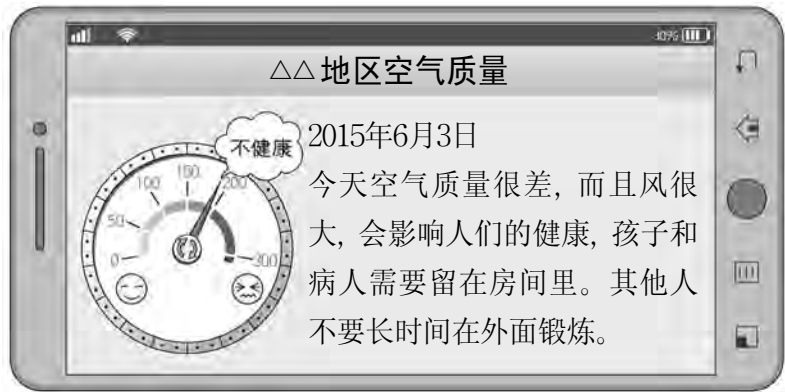 △△地区空气质量
不健康
2015年6月3日
今天空气质量很差, 而且风很
大, 会影响人们的健康, 孩子和
病人需要留在房间里。其他人
不要长时间在外面锻炼。
0
50
100
150
200
300